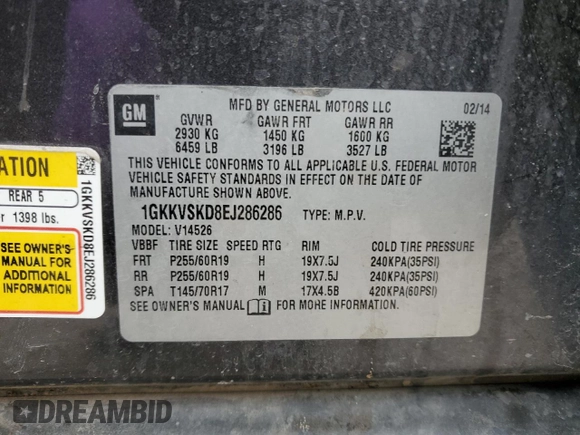 GM
MFD BY GENERAL MOTORS LLC 02/14
GVWR GAWR FRT GAWR RR
2930 KG 1450 KG 1600 KG
6459 LB 3196 LB 3527 LB
THIS VEHICLE CONFORMS TO ALL APPLICABLE U.S. FEDERAL MOTOR
VEHICLE SAFETY STANDARDS IN EFFECT ON THE DATE OF
MANUFACTURE SHOWN ABOVE.
1GKKVSKD8EJ286286 TYPE: M.P.V.
MODEL: V14526
VBBF TIRE SIZE SPEED RTG RIM COLD TIRE PRESSURE
FRT P255/60R19 H 19X7.5J 240KPA(35PSI)
RR P255/60R19 H 19X7.5J 240KPA(35PSI)
SPA T145/70R17 M 17X4.5B 420KPA(60PSI)
SEE OWNER'S MANUAL FOR MORE INFORMATION.
REAR 5
1398 lbs.
SEE OWNER'S
MANUAL FOR
ADDITIONAL
INFORMATION
1GKKVSKD8EJ286286
DREAMBID